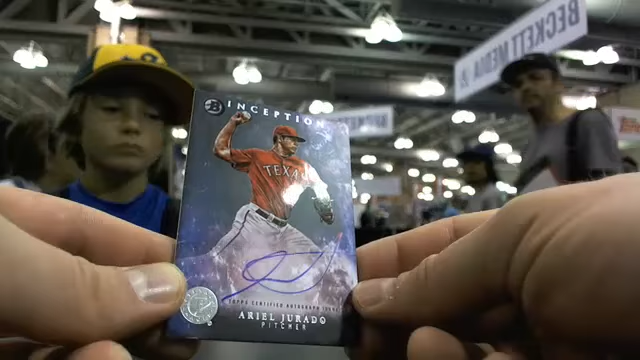 BECKETT MEDIA
B INCEPTION
TEXAS
TOPPS CERTIFIED AUTOGRAPH ISSUE
ARIEL JURADO
PITCHER